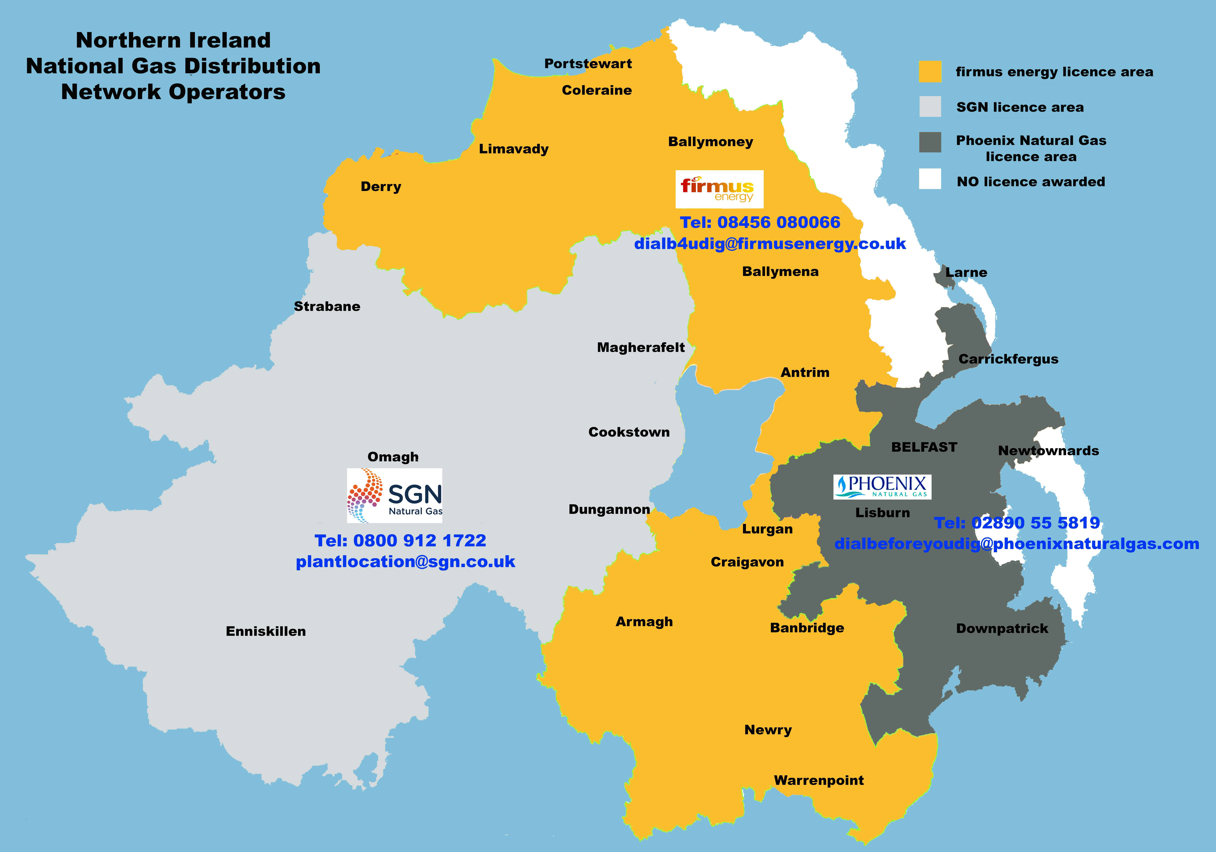 Northern Ireland
National Gas Distribution
Network Operators
firmus energy licence area
SGN licence area
Phoenix Natural Gas
licence area
NO licence awarded
Portstewart
Coleraine
Limavady
Ballymoney
Derry
firmus
energy
Tel: 08456 080066
dialb4udig@firmusenergy.co.uk
Ballymena
Larne
Strabane
Magherafelt
Carrickfergus
Antrim
Cookstown
BELFAST
Newtownards
Omagh
SGN
Natural Gas
PHOENIX
NATURAL GAS
Dungannon
Lisburn
Lurgan
Tel: 02890 55 5819
dialbeforeyoudig@phoenixnaturalgas.com
Tel: 0800 912 1722
plantlocation@sgn.co.uk
Craigavon
Armagh
Banbridge
Downpatrick
Enniskillen
Newry
Warrenpoint